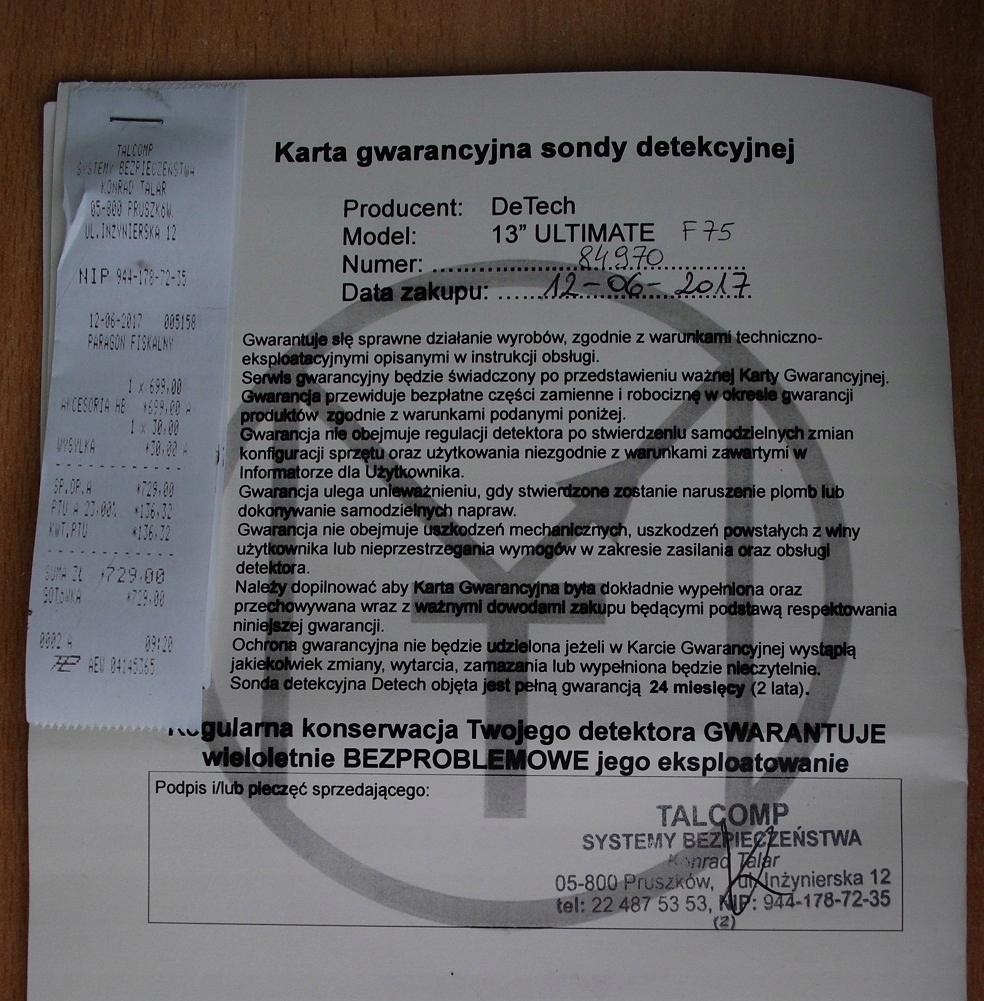 TALCOMP
SYSTEMY BEZPIECZEŃSTWA
KONRAD TALAR
05-800 PRUSZKÓW.
UL.INŻYNIERSKA 12
NIP 944-178-72-35
12-06-2017 005158
PARAGON FISKALNY
1 x 699,00
AKCESORIA HB *699,00 A
1 x 30,00
WYSYŁKA *30,00 A
SP.OP.A *729,00
PTU A 23,00% *136,32
KWT.PTU *136,32
SUMA ZŁ *729,00
GOTÓWKA *729,00
0002 A 09:20
AEW 04145365
Karta gwarancyjna sondy detekcyjnej
Producent: DeTech
Model: 13” ULTIMATE F75
Numer: 84970
Data zakupu: 12-06-2017
Gwarantuje się sprawne działanie wyrobów, zgodnie z warunkami techniczno-
eksploatacyjnymi opisanymi w instrukcji obsługi.
Serwis gwarancyjny będzie świadczony po przedstawieniu ważnej Karty Gwarancyjnej.
Gwarancja przewiduje bezpłatne części zamienne i robociznę w okresie gwarancji
produktów zgodnie z warunkami podanymi poniżej.
Gwarancja nie obejmuje regulacji detektora po stwierdzeniu samodzielnych zmian
konfiguracji sprzętu oraz użytkowania niezgodnie z warunkami zawartymi w
Informatorze dla Użytkownika.
Gwarancja ulega unieważnieniu, gdy stwierdzone zostanie naruszenie plomb lub
dokonywanie samodzielnych napraw.
Gwarancja nie obejmuje uszkodzeń mechanicznych, uszkodzeń powstałych z winy
użytkownika lub nieprzestrzegania wymogów w zakresie zasilania oraz obsługi
detektora.
Należy dopilnować aby Karta Gwarancyjna była dokładnie wypełniona oraz
przechowywana wraz z ważnymi dowodami zakupu będącymi podstawą respektowania
niniejszej gwarancji.
Ochrona gwarancyjna nie będzie udzielona jeżeli w Karcie Gwarancyjnej wystąpią
jakiekolwiek zmiany, wytarcia, zamazania lub wypełniona będzie nieczytelnie.
Sonda detekcyjna Detech objęta jest pełną gwarancją 24 miesięcy (2 lata).
Regularna konserwacja Twojego detektora GWARANTUJE
wieloletnie BEZPROBLEMOWE jego eksploatowanie
Podpis i/lub pieczęć sprzedającego:
TALCOMP
SYSTEMY BEZPIECZEŃSTWA
Konrad Talar
05-800 Pruszków, ul. Inżynierska 12
tel: 22 487 53 53, NIP: 944-178-72-35
(2)